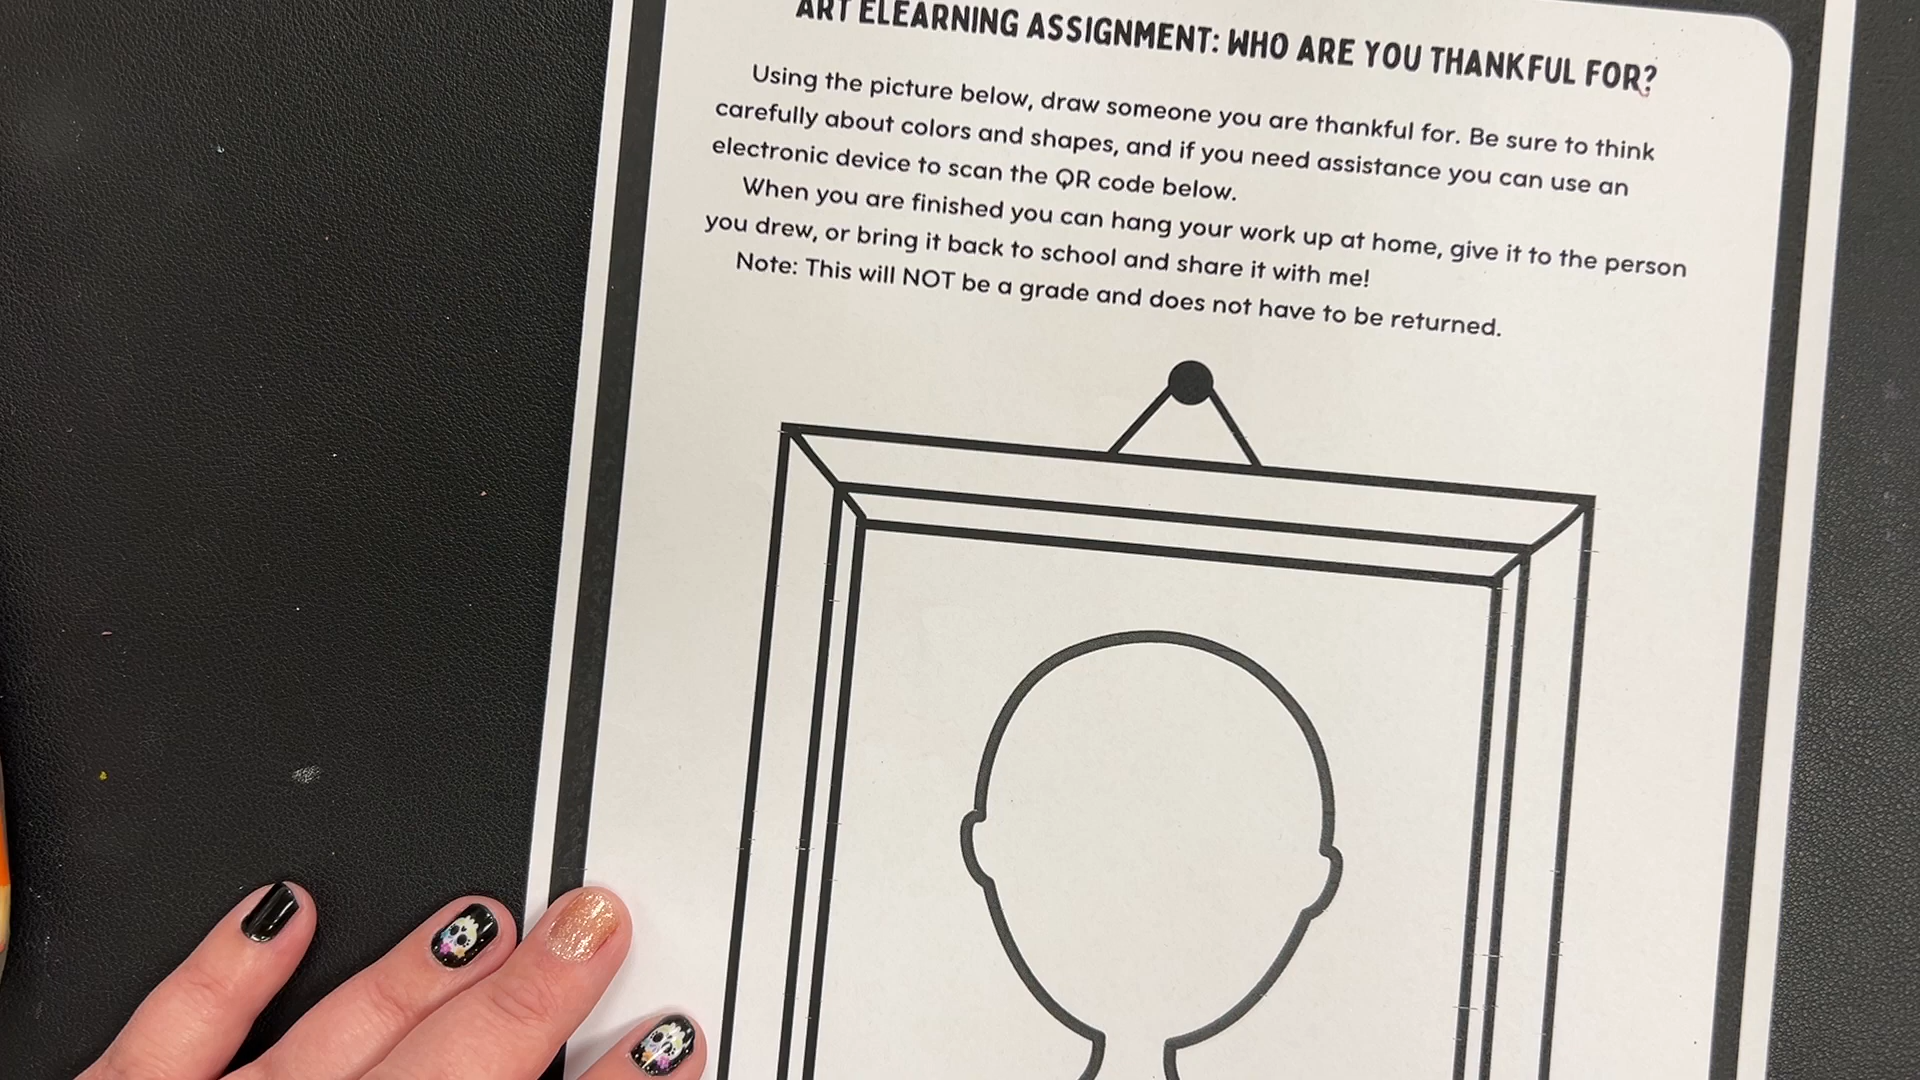 ART ELEARNING ASSIGNMENT: WHO ARE YOU THANKFUL FOR?
Using the picture below, draw someone you are thankful for. Be sure to think
carefully about colors and shapes, and if you need assistance you can use an
electronic device to scan the QR code below.
When you are finished you can hang your work up at home, give it to the person
you drew, or bring it back to school and share it with me!
Note: This will NOT be a grade and does not have to be returned.